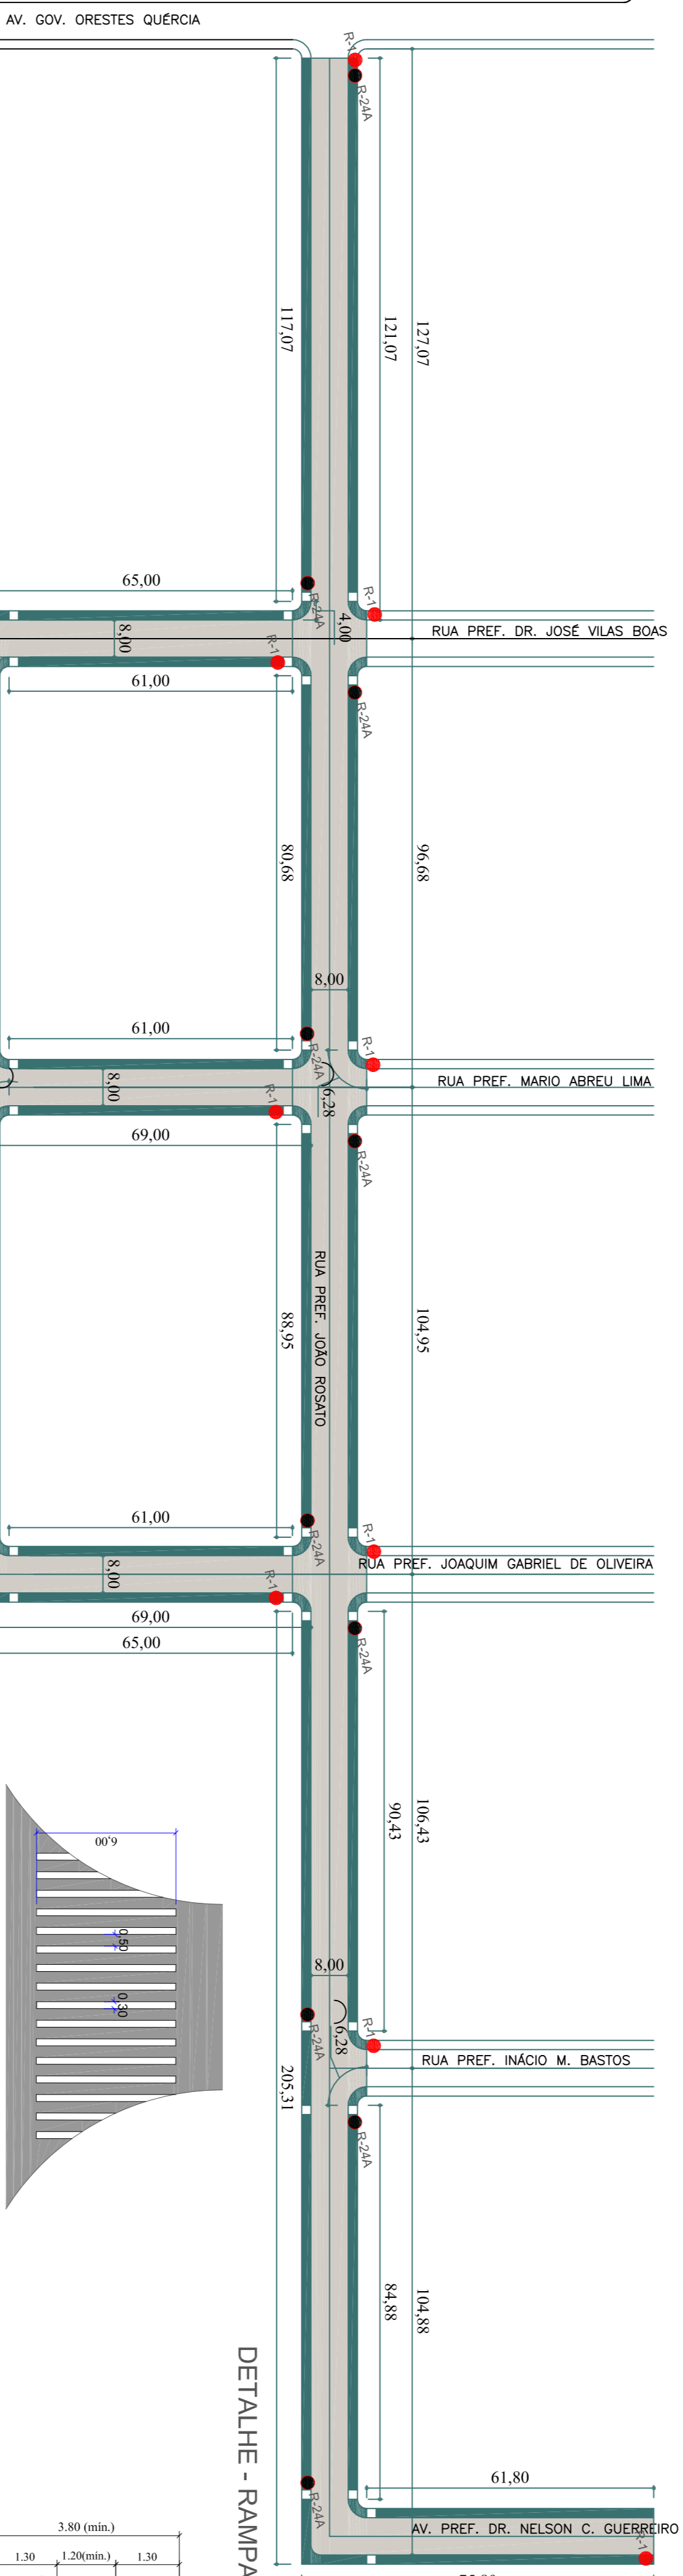 AV. GOV. ORESTES QUÉRCIA
R-1
R-24A
117,07
121,07
127,07
65,00
R-24A
R-1
4,00
8,00
RUA PREF. DR. JOSÉ VILAS BOAS
R-1
61,00
R-24A
80,68
96,68
8,00
61,00
R-24A
R-1
8,00
6,28
RUA PREF. MARIO ABREU LIMA
R-1
69,00
R-24A
RUA PREF. JOÃO ROSATO
88,95
104,95
61,00
R-24A
R-1
8,00
RUA PREF. JOAQUIM GABRIEL DE OLIVEIRA
R-1
69,00
65,00
R-24A
90,43
106,43
6,00
0,50
0,30
8,00
R-24A
6,28
R-1
RUA PREF. INÁCIO M. BASTOS
205,31
R-24A
84,88
104,88
DETALHE - RAMPA
61,80
R-24A
AV. PREF. DR. NELSON C. GUERREIRO
R-1
3.80 (mín.)
1.30
1.20(mín.)
1.30